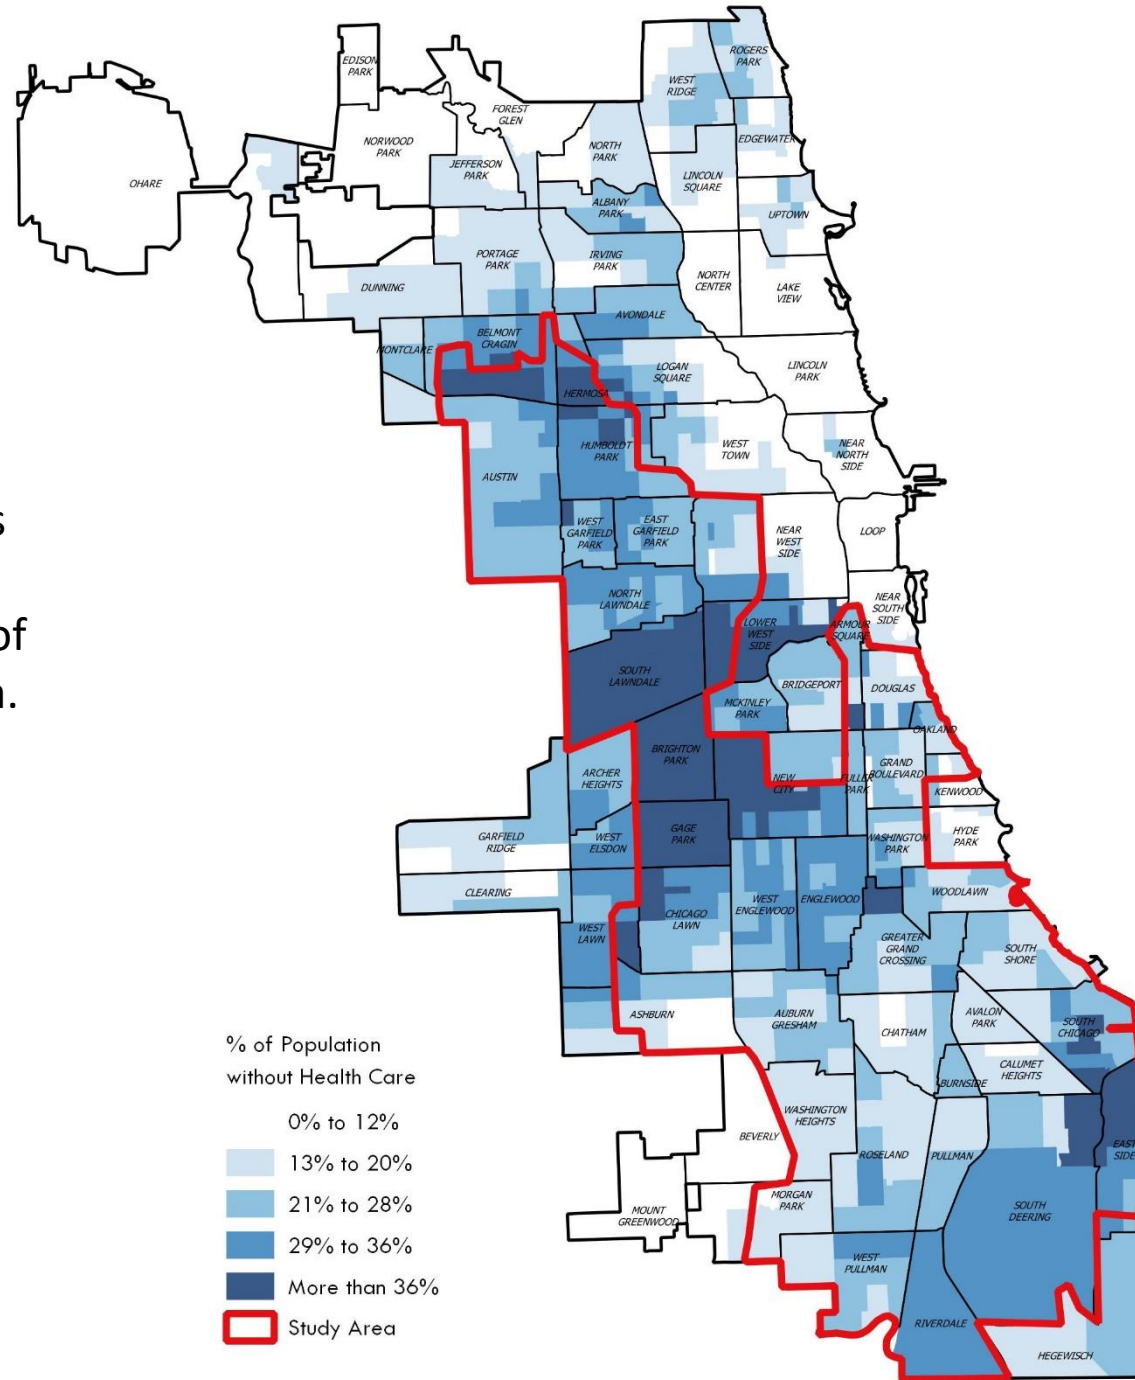 EDISON
PARK
ROGERS
PARK
WEST
RIDGE
FOREST
GLEN
NORWOOD
PARK
NORTH
PARK
EDGEWATER
JEFFERSON
PARK
LINCOLN
SQUARE
OHARE
ALBANY
PARK
UPTOWN
PORTAGE
PARK
IRVING
PARK
NORTH
CENTER
LAKE
VIEW
DUNNING
AVONDALE
BELMONT
CRAGIN
MONTCLARE
LOGAN
SQUARE
LINCOLN
PARK
HERMOSA
HUMBOLDT
PARK
WEST
TOWN
NEAR
NORTH
SIDE
AUSTIN
s
WEST
GARFIELD
PARK
EAST
GARFIELD
PARK
NEAR
WEST
SIDE
LOOP
NORTH
LAWNDALE
NEAR
SOUTH
SIDE
of
LOWER
WEST
SIDE
ARMOUR
SQUARE
SOUTH
LAWNDALE
BRIDGEPORT
DOUGLAS
n.
MCKINLEY
PARK
OAKLAND
BRIGHTON
PARK
ARCHER
HEIGHTS
NEW
CITY
FULLER
PARK
GRAND
BOULEVARD
KENWOOD
GAGE
PARK
GARFIELD
RIDGE
WEST
ELSDON
WASHINGTON
PARK
HYDE
PARK
CLEARING
WOODLAWN
WEST
ENGLEWOOD
ENGLEWOOD
CHICAGO
LAWN
WEST
LAWN
GREATER
GRAND
CROSSING
SOUTH
SHORE
ASHBURN
AUBURN
GRESHAM
CHATHAM
AVALON
PARK
SOUTH
CHICAGO
CALUMET
HEIGHTS
BURNSIDE
WASHINGTON
HEIGHTS
BEVERLY
ROSELAND
PULLMAN
EAST
SIDE
MORGAN
PARK
MOUNT
GREENWOOD
SOUTH
DEERING
WEST
PULLMAN
RIVERDALE
HEGEWISCH
% of Population
without Health Care
0% to 12%
13% to 20%
21% to 28%
29% to 36%
More than 36%
Study Area